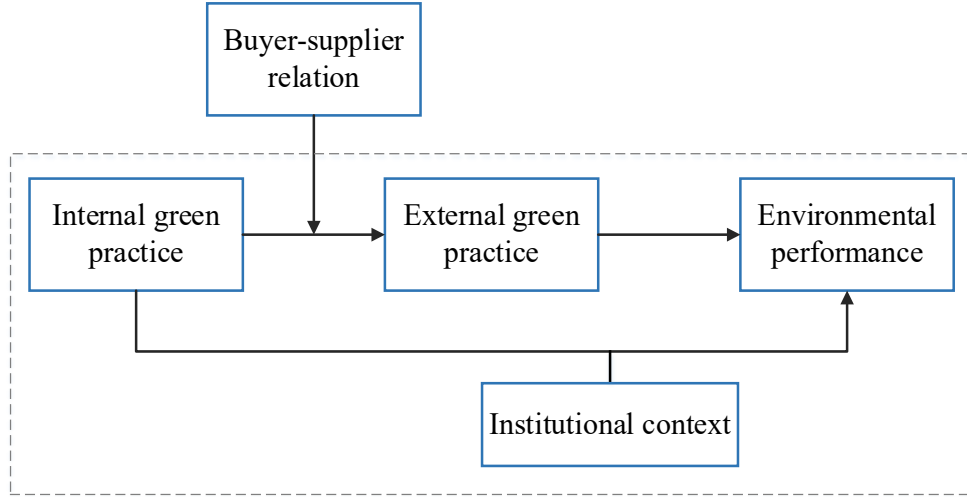 Buyer-supplier
relation
Internal green
practice
External green
practice
Environmental
performance
Institutional context